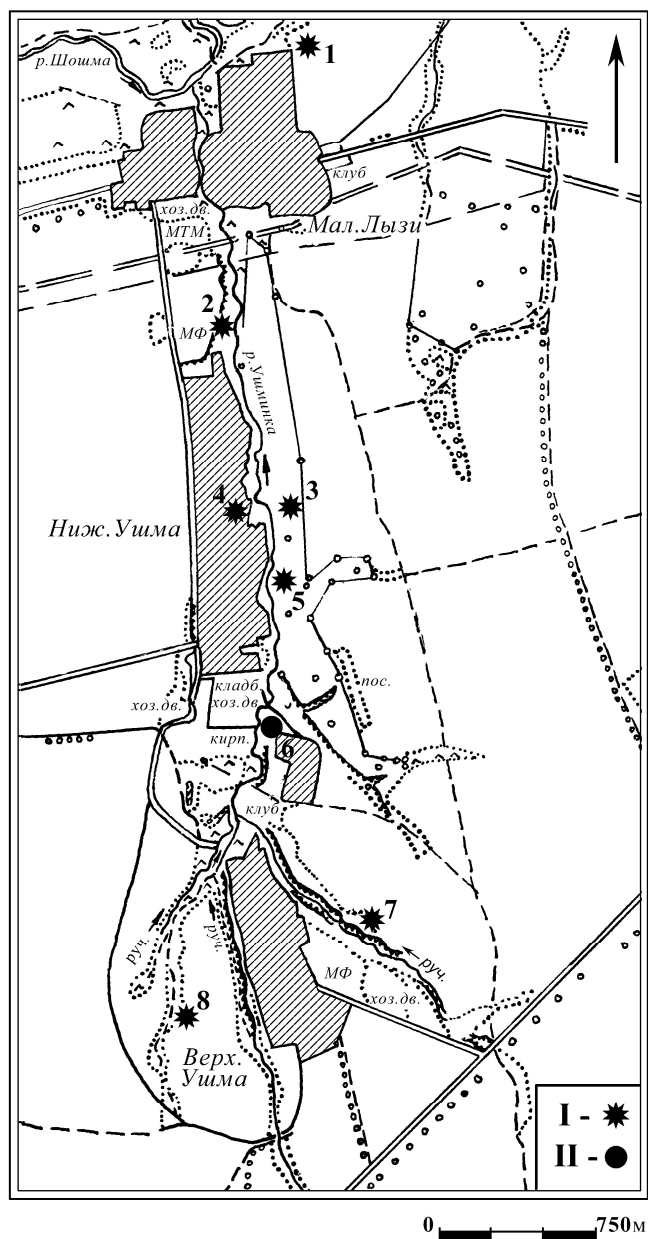 1
р.Шошма
клуб
хоз.дв.
МТМ
Мал.Лызи
2
МФ
р.Ушминка
4
3
Ниж.Ушма
5
пос.
кладб.
хоз.дв.
хоз.дв.
кирп.
6
клуб
7
руч.
руч.
руч.
МФ
хоз.дв.
8
Верх.
Ушма
I -
II -
0 750м